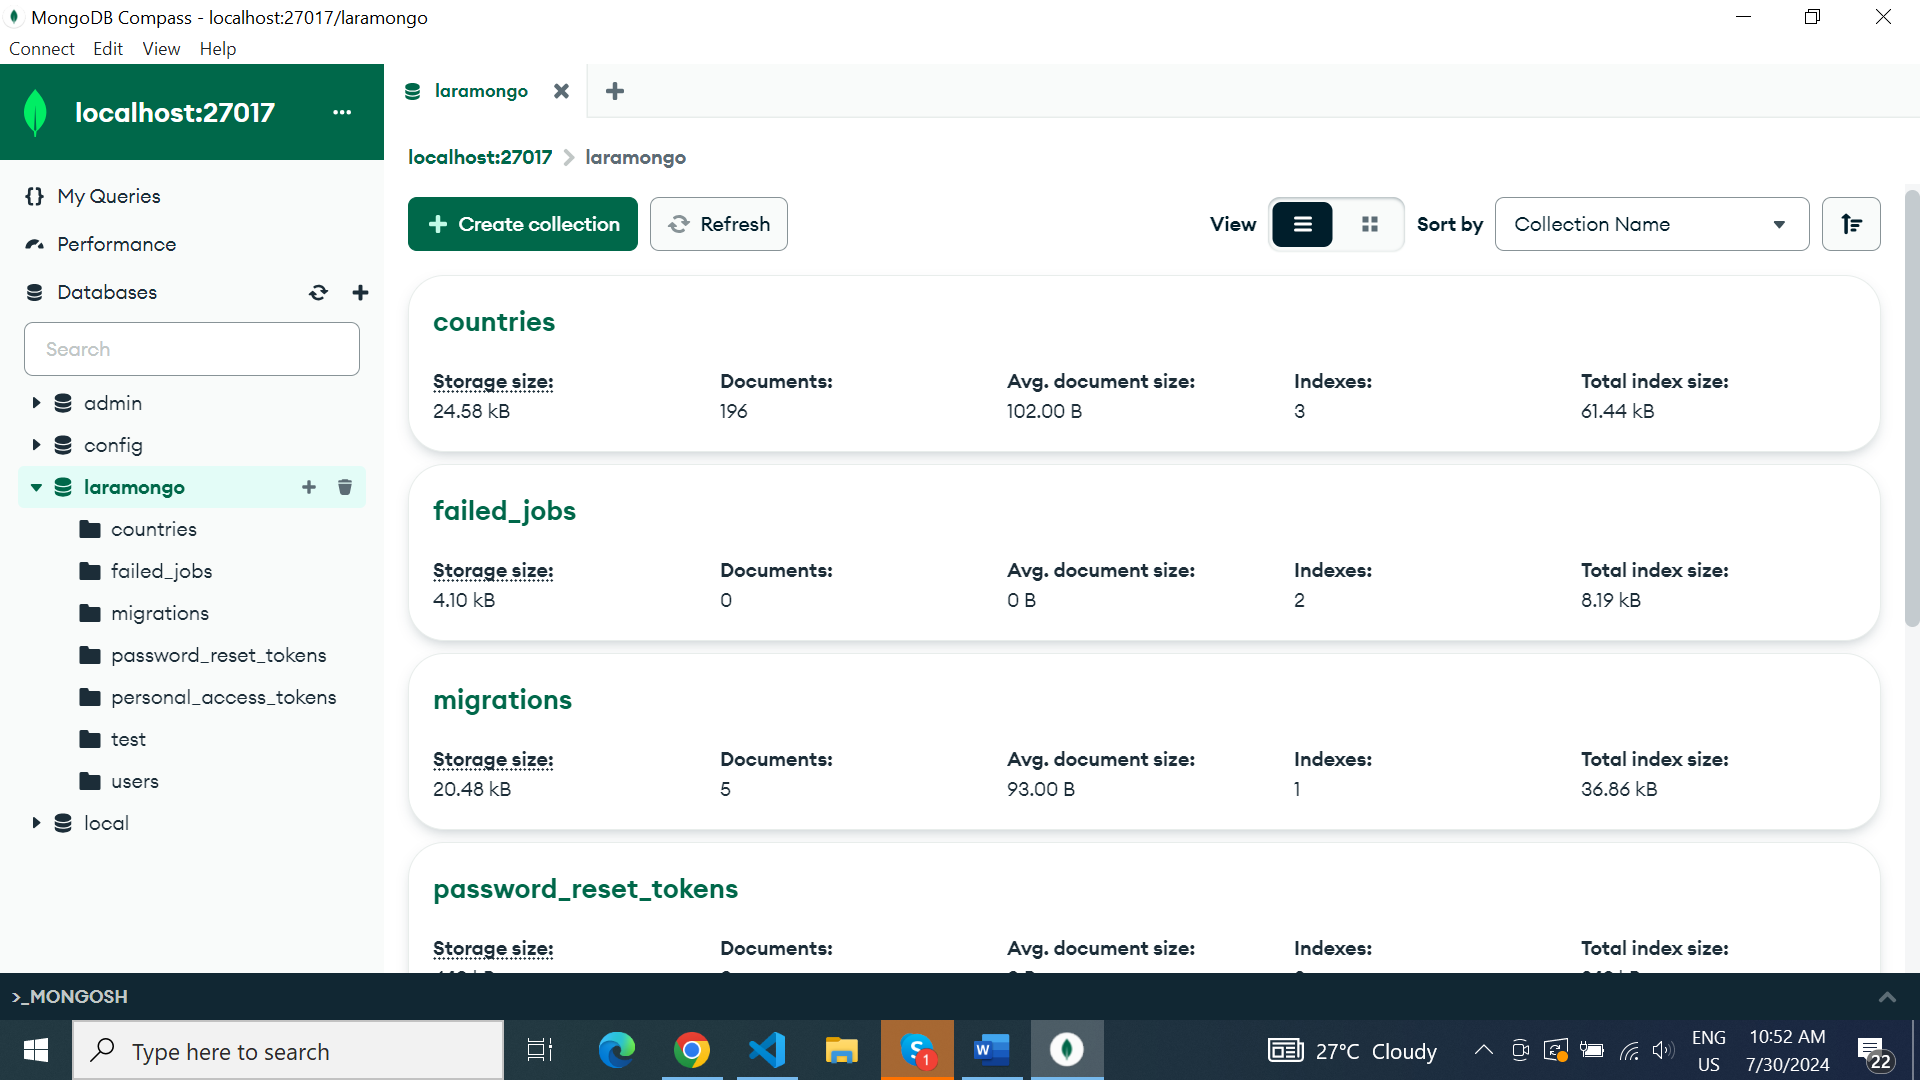 MongoDB Compass - localhost:27017/laramongo
Connect Edit View Help
localhost:27017 ...
My Queries
Performance
Databases
Search
admin
config
laramongo
countries
failed_jobs
migrations
password_reset_tokens
personal_access_tokens
test
users
local
laramongo
localhost:27017 > laramongo
+ Create collection Refresh View Sort by Collection Name
countries
Storage size: Documents: Avg. document size: Indexes: Total index size:
24.58 kB 196 102.00 B 3 61.44 kB
failed_jobs
Storage size: Documents: Avg. document size: Indexes: Total index size:
4.10 kB 0 0 B 2 8.19 kB
migrations
Storage size: Documents: Avg. document size: Indexes: Total index size:
20.48 kB 5 93.00 B 1 36.86 kB
password_reset_tokens
Storage size: Documents: Avg. document size: Indexes: Total index size:
>_MONGOSH
Type here to search
S 1
W
27°C Cloudy
ENG
US
10:52 AM
7/30/2024
22